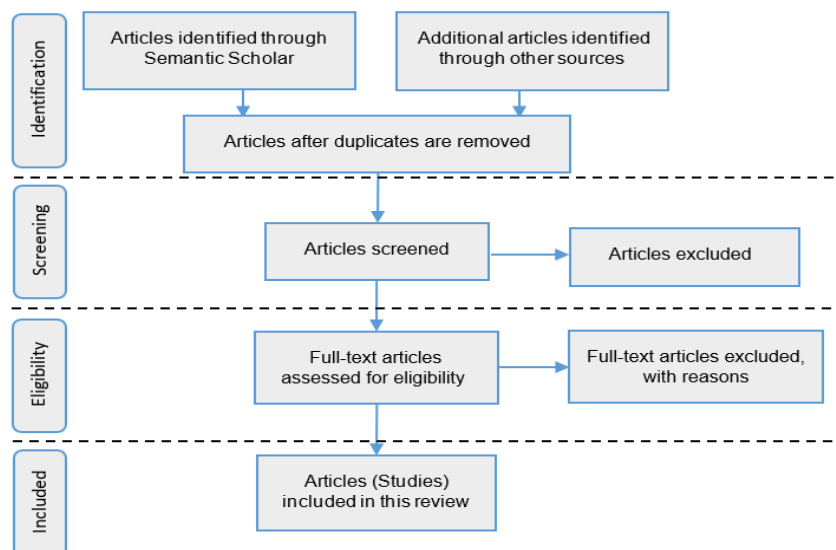 Identification
Articles identified through
Semantic Scholar
Additional articles identified
through other sources
Articles after duplicates are removed
Screening
Articles screened
Articles excluded
Eligibility
Full-text articles
assessed for eligibility
Full-text articles excluded,
with reasons
Included
Articles (Studies)
included in this review